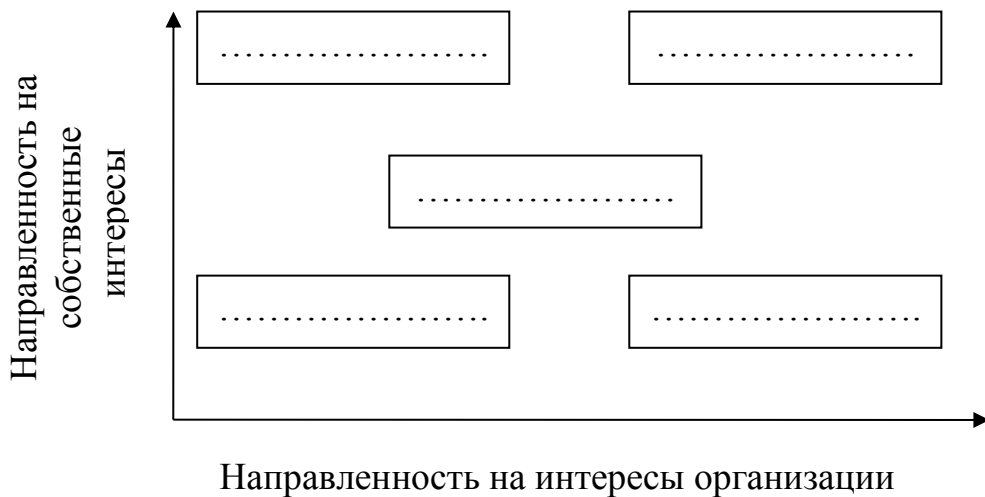 Направленность на
собственные
интересы
.....................
.....................
.....................
.....................
.....................
Направленность на интересы организации